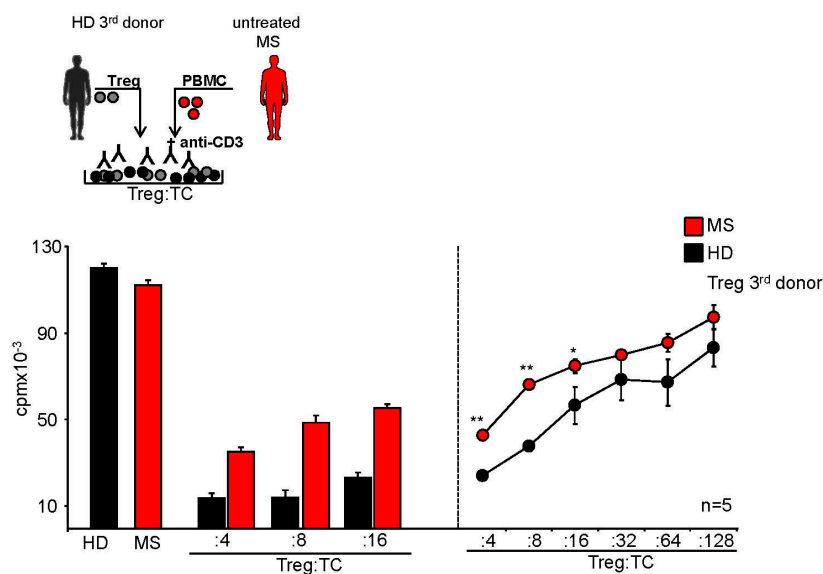 HD 3rd donor
untreated
MS
Treg
PBMC
+ anti-CD3
Treg:TC
MS
HD
Treg 3rd donor
cpmx10-3
130
90
50
10
**
**
*
n=5
HD
MS
:4
:8
:16
Treg:TC
:4
:8
:16
:32
:64
:128
Treg:TC